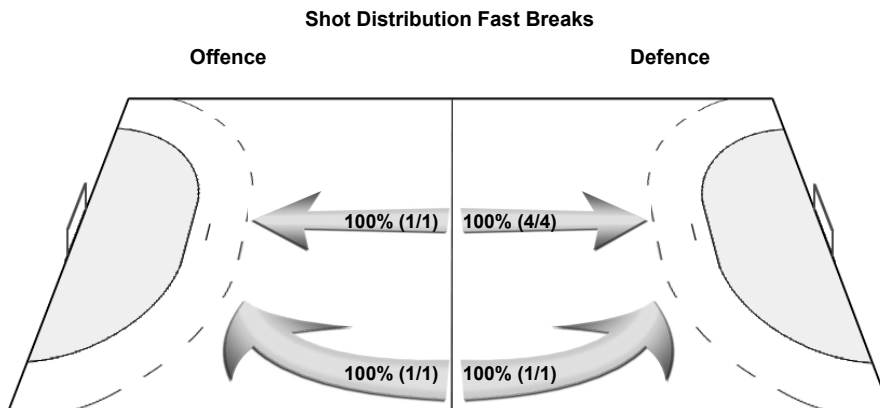 Shot Distribution Fast Breaks
Offence Defence
100% (1/1) 100% (4/4)
100% (1/1) 100% (1/1)